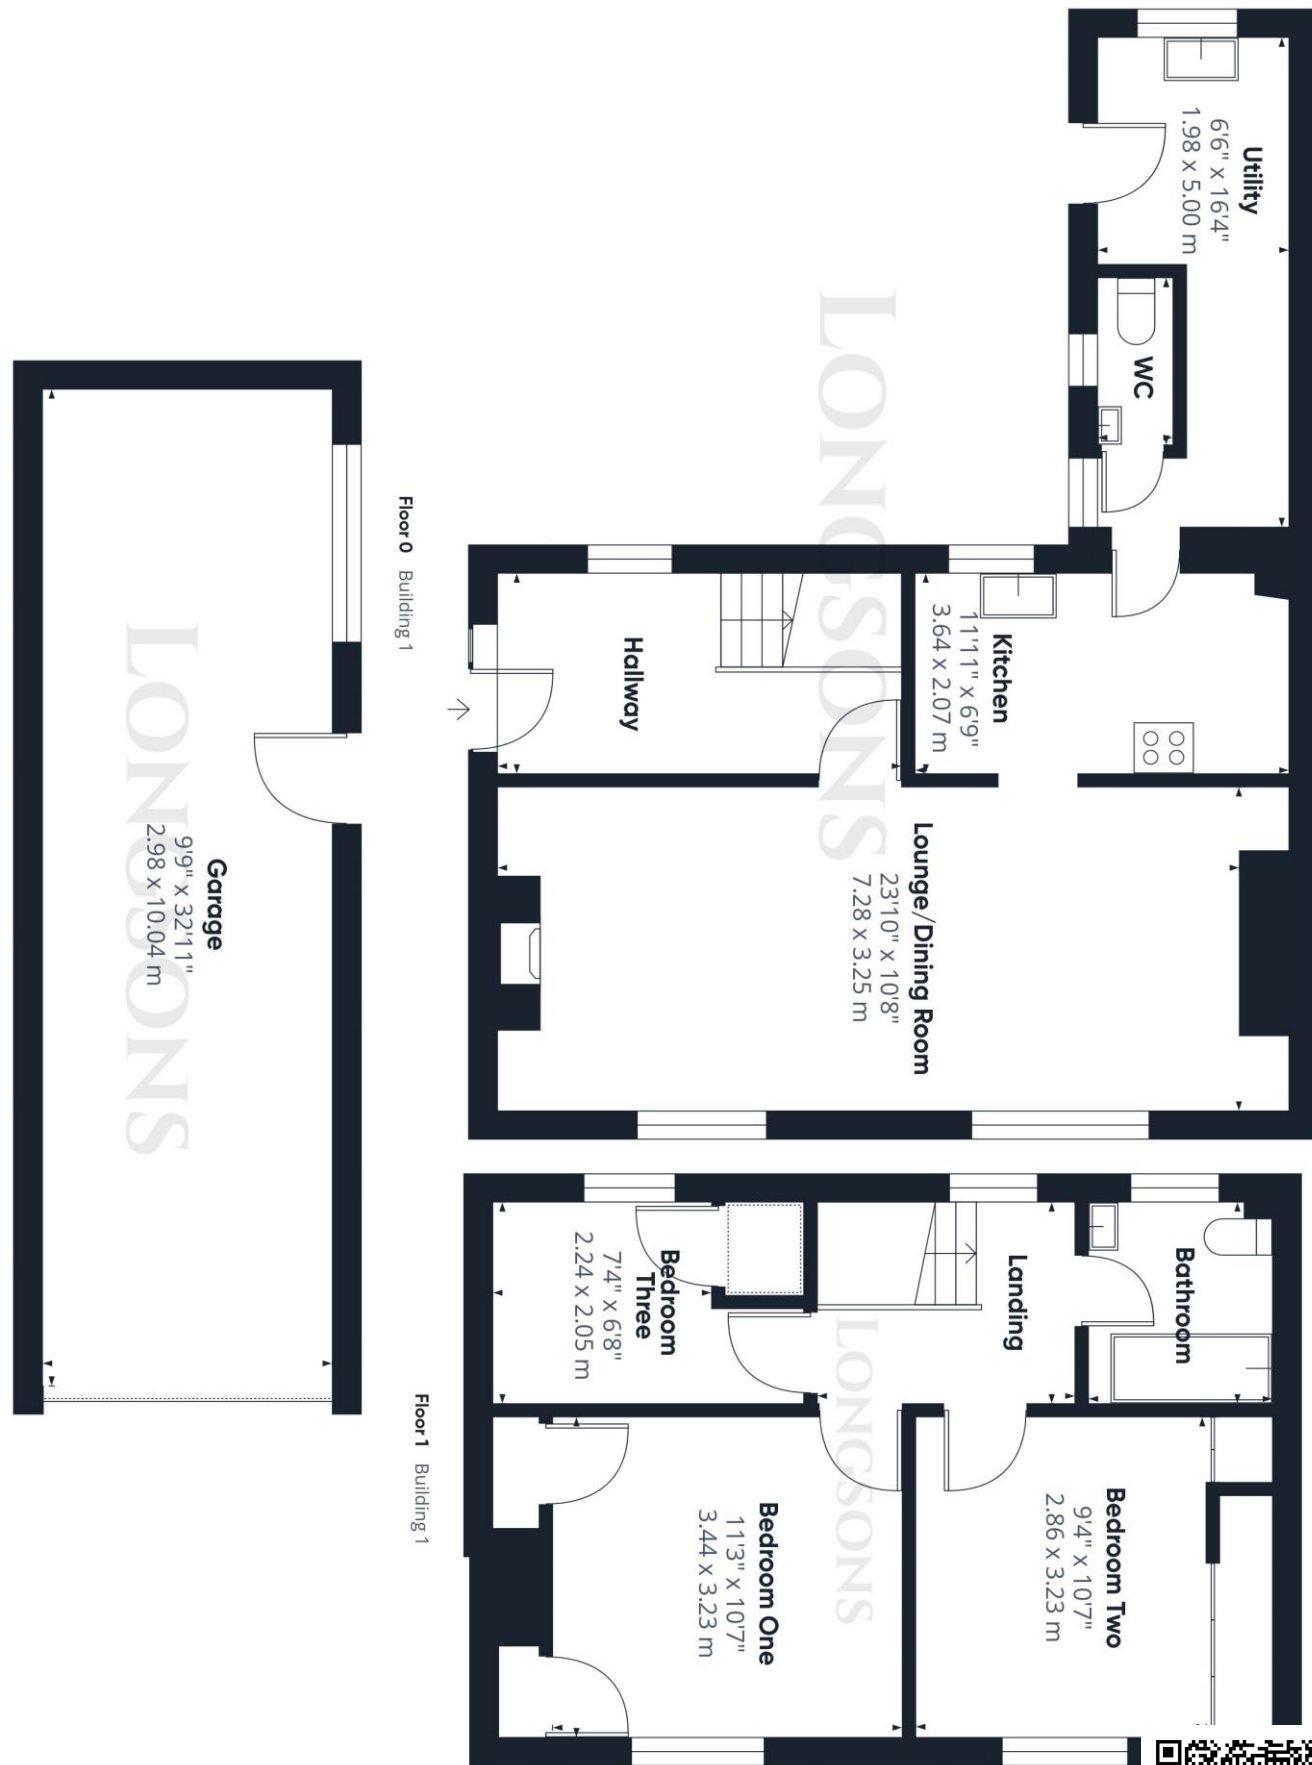 Utility
6'6" x 16'4"
1.98 x 5.00 m
WC
Kitchen
11'11" x 6'9"
3.64 x 2.07 m
Hallway
Lounge/Dining Room
23'10" x 10'8"
7.28 x 3.25 m
LONGSONS
Floor 0 Building 1
Garage
9'9" x 32'11"
2.98 x 10.04 m
LONGSONS
Bathroom
Landing
Bedroom
Three
7'4" x 6'8"
2.24 x 2.05 m
Bedroom Two
9'4" x 10'7"
2.86 x 3.23 m
Bedroom One
11'3" x 10'7"
3.44 x 3.23 m
LONGSONS
Floor 1 Building 1